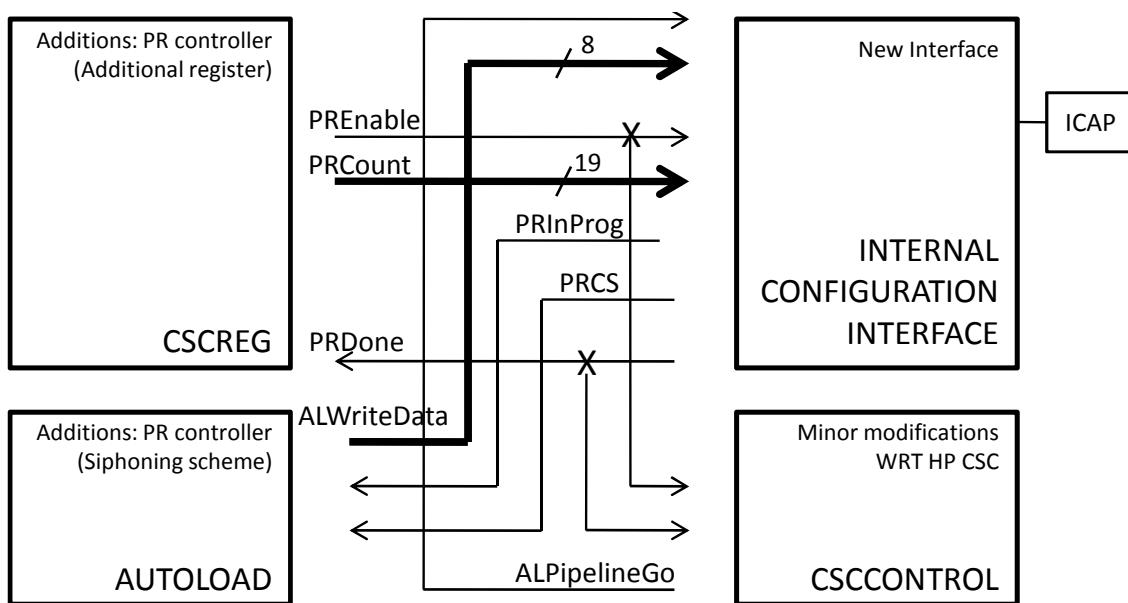 Additions: PR controller
(Additional register)
CSCREG
8
New Interface
ICAP
PREnable
PRCount
19
PRInProg
INTERNAL
CONFIGURATION
INTERFACE
PRCS
PRDone
X
X
ALWriteData
Additions: PR controller
(Siphoning scheme)
AUTOLOAD
Minor modifications
WRT HP CSC
CSCCONTROL
ALPipelineGo